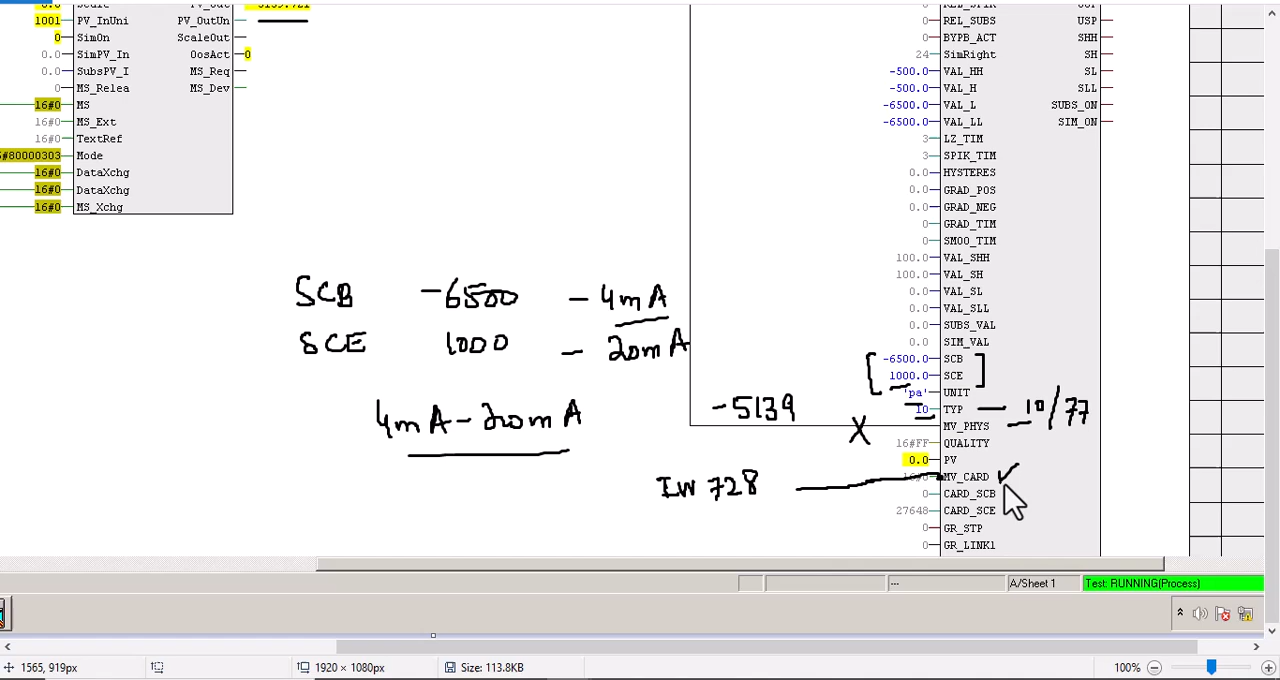 PV_Out 5139.721
1001 PV_InUni PV_OutUn
0 SimOn ScaleOut
0.0 SimPV_In OosAct 0
0.0 SubsPV_I MS_Req
0 MS_Relea MS_Dev
16#0 MS
16#0 MS_Ext
16#0 TextRef
#80000303 Mode
16#0 DataXchg
16#0 DataXchg
16#0 MS_Xchg
0 REL_SUBS USP
0 BYPB_ACT SHH
24 SimRight SH
-500.0 VAL_HH SL
-500.0 VAL_H SLL
-6500.0 VAL_L SUBS_ON
-6500.0 VAL_LL SIM_ON
3 LZ_TIM
3 SPIK_TIM
0.0 HYSTERES
0.0 GRAD_POS
0.0 GRAD_NEG
0 GRAD_TIM
0 SMOO_TIM
100.0 VAL_SHH
100.0 VAL_SH
0.0 VAL_SL
0.0 VAL_SLL
0.0 SUBS_VAL
0.0 SIM_VAL
-6500.0 SCB
1000.0 SCE
'pa' UNIT
10 TYP — 10/77
MV_PHYS
16#FF QUALITY
0.0 PV
16#0 MV_CARD ✓
0 CARD_SCB
27648 CARD_SCE
0 GR_STP
0 GR_LINK1
SCB -6500 - 4mA
SCE 1000 - 20mA
4mA - 20mA
-5139 X
IW 728
--- A/Sheet 1 Test: RUNNING(Process)
1565, 919px 1920 × 1080px Size: 113.8KB 100%